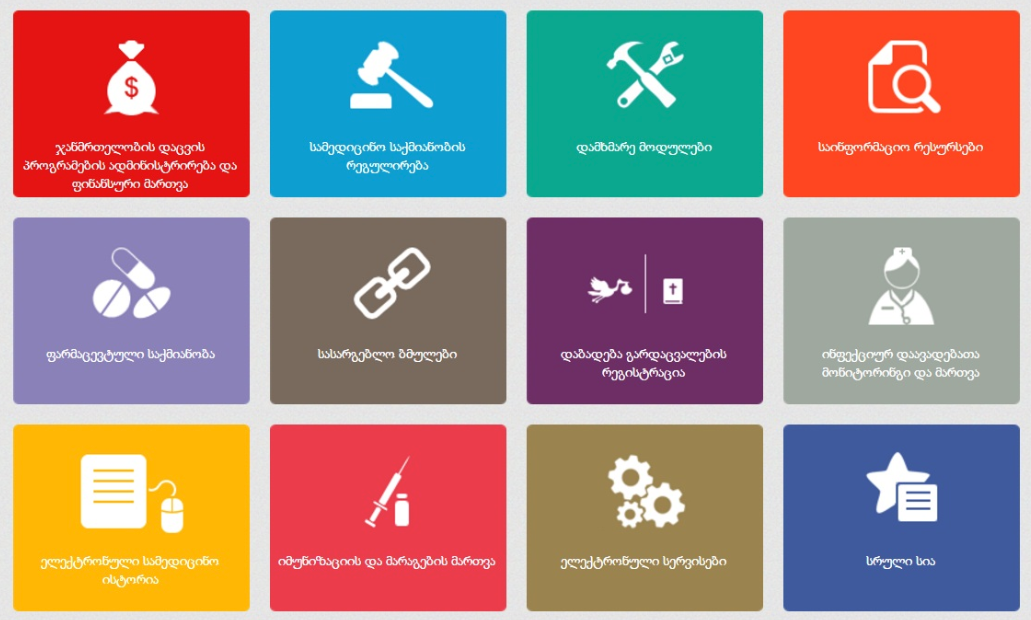 $
ჯანმრთელობის დაცვის
პროგრამების ადმინისტრირება და
ფინანსური მართვა
სამედიცინო საქმიანობის
რეგულირება
დამხმარე მოდულები
საინფორმაციო რესურსები
ფარმაცევტული საქმიანობა
სასარგებლო ბმულები
დაბადება გარდაცვალების
რეგისტრაცია
ინფექციურ დაავადებათა
მონიტორინგი და მართვა
ელექტრონული სამედიცინო
ისტორია
იმუნიზაციის და მარაგების მართვა
ელექტრონული სერვისები
სრული სია